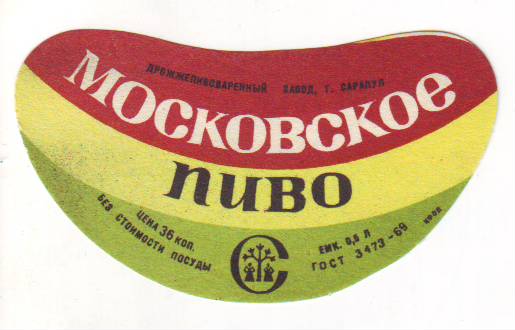 ДРОЖЖЕПИВОВАРЕННЫЙ ЗАВОД, Г. САРАПУЛ
МОСКОВСКОЕ
ПИВО
ЦЕНА 36 КОП.
БЕЗ СТОИМОСТИ ПОСУДЫ
С
ЕМК. 0,5 Л
ГОСТ 3473-69